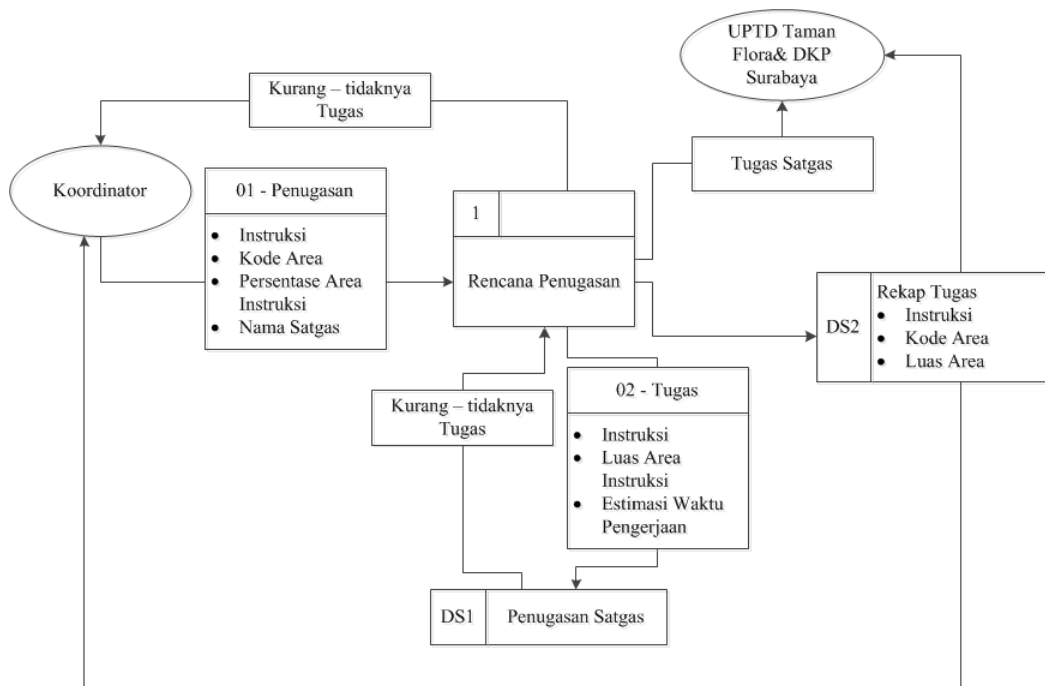 UPTD Taman
Flora& DKP
Surabaya
Kurang – tidaknya
Tugas
Koordinator
01 - Penugasan
• Instruksi
• Kode Area
• Persentase Area
Instruksi
• Nama Satgas
1
Rencana Penugasan
Tugas Satgas
DS2
Rekap Tugas
• Instruksi
• Kode Area
• Luas Area
Kurang – tidaknya
Tugas
02 - Tugas
• Instruksi
• Luas Area
Instruksi
• Estimasi Waktu
Pengerjaan
DS1
Penugasan Satgas